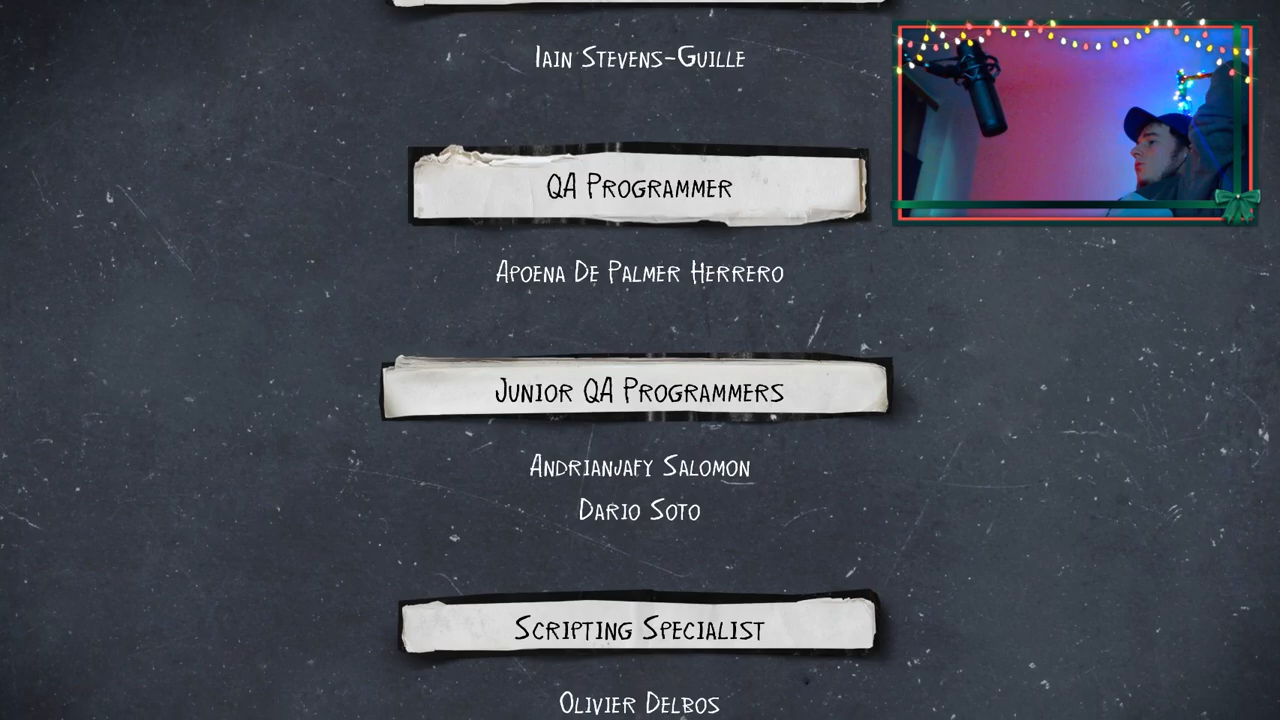 Iain Stevens-Guille
QA Programmer
Apoena De Palmer Herrero
Junior QA Programmers
Andrianjafy Salomon
Dario Soto
Scripting Specialist
Olivier Delbos